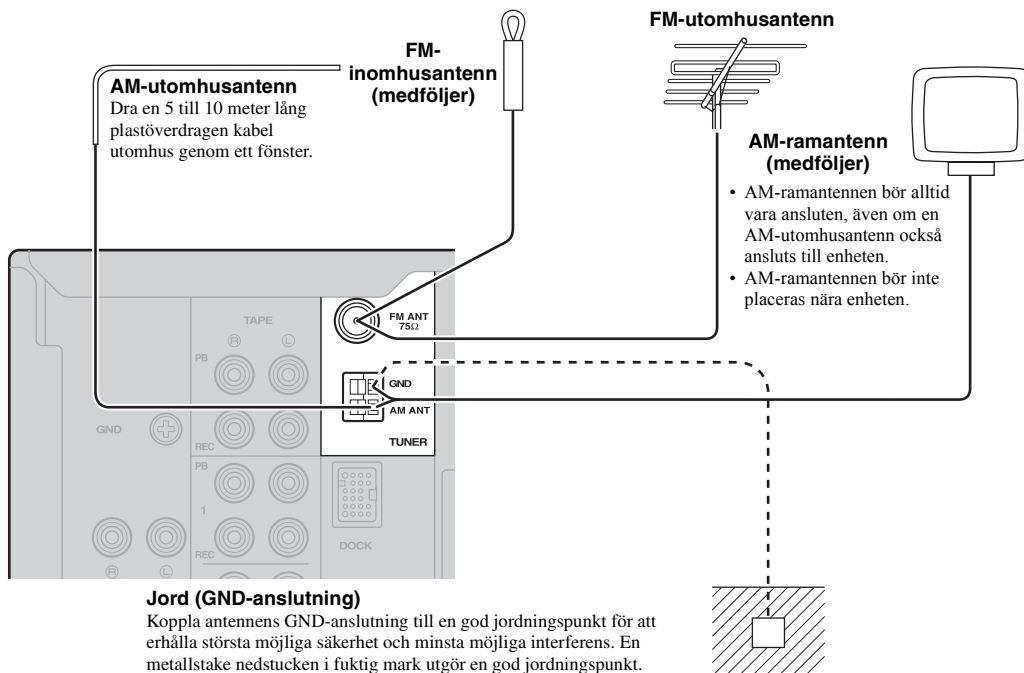 FM-utomhusantenn
FM-
inomhusantenn
(medföljer)
AM-utomhusantenn
Dra en 5 till 10 meter lång
plastöverdragen kabel
utomhus genom ett fönster.
AM-ramantenn
(medföljer)
• AM-ramantennen bör alltid
vara ansluten, även om en
AM-utomhusantenn också
ansluts till enheten.
• AM-ramantennen bör inte
placeras nära enheten.
TAPE
R
L
PB
REC
FM ANT
75Ω
GND
AM ANT
TUNER
GND
PB
1
REC
R
L
DOCK
Jord (GND-anslutning)
Koppla antennens GND-anslutning till en god jordningspunkt för att
erhålla största möjliga säkerhet och minsta möjliga interferens. En
metallstake nedstucken i fuktig mark utgör en god jordningspunkt.